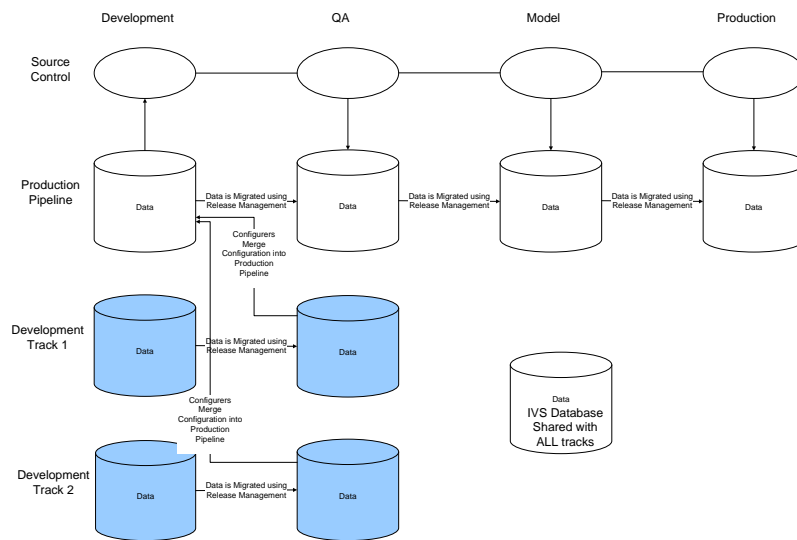 Development
QA
Model
Production
Source
Control
Production
Pipeline
Data
Data is Migrated using
Release Management
Data
Data is Migrated using
Release Management
Data
Data is Migrated using
Release Management
Data
Configurers
Merge
Configuration into
Production
Pipeline
Development
Track 1
Data
Data is Migrated using
Release Management
Data
Configurers
Merge
Configuration into
Production
Pipeline
Data
IVS Database
Shared with
ALL tracks
Development
Track 2
Data
Data is Migrated using
Release Management
Data